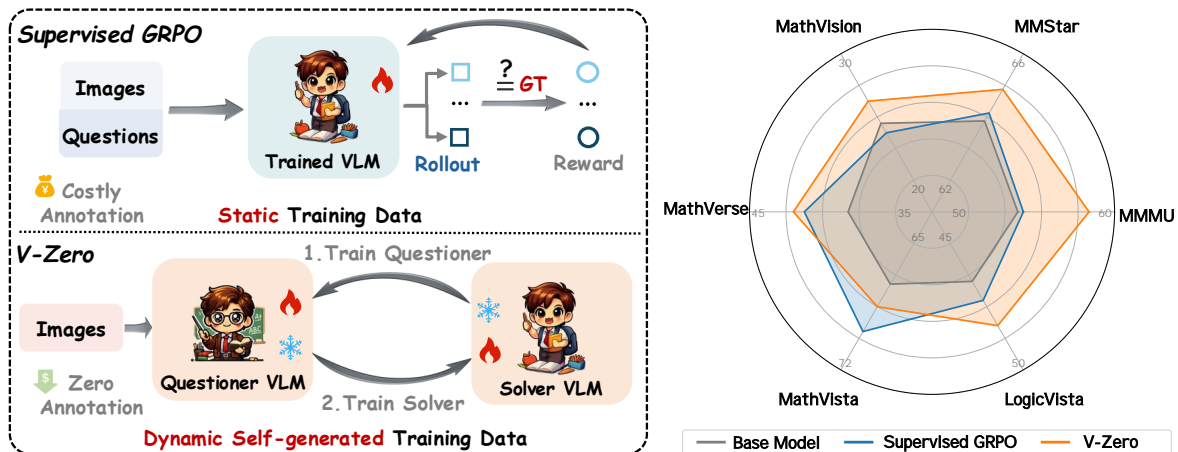 Supervised GRPO
Images
Questions
¥
Costly
Annotation
Trained VLM
...
Rollout
?
= GT
...
Reward
Static Training Data
V-Zero
1.Train Questioner
Images
$
Zero
Annotation
Questioner VLM
Solver VLM
2.Train Solver
Dynamic Self-generated Training Data
MathVision
MMStar
30
66
20
62
MathVerse
45
35
50
60
MMMU
65
45
72
50
MathVista
LogicVista
Base Model
Supervised GRPO
V-Zero